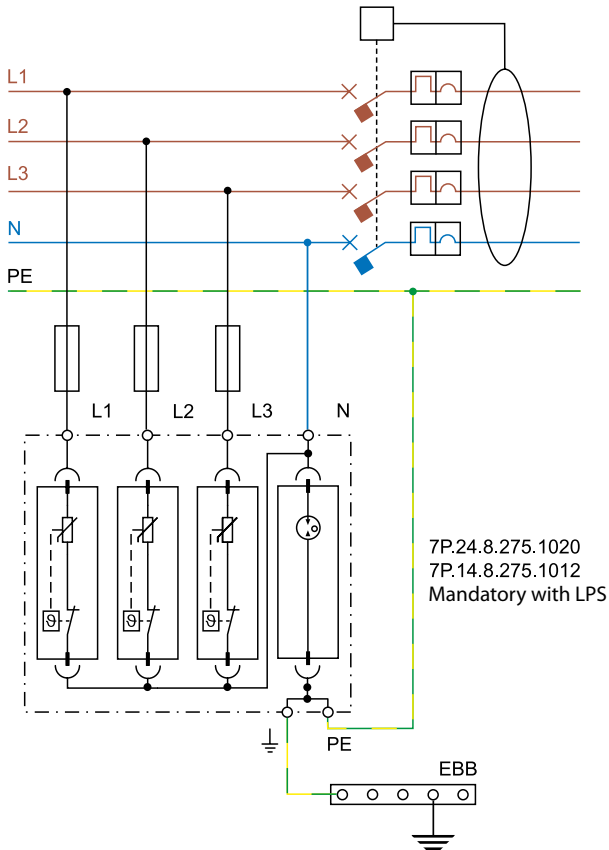 L1
L2
L3
N
PE
L1
L2
L3
N
ϑ
ϑ
ϑ
7P.24.8.275.1020
7P.14.8.275.1012
Mandatory with LPS
PE
EBB